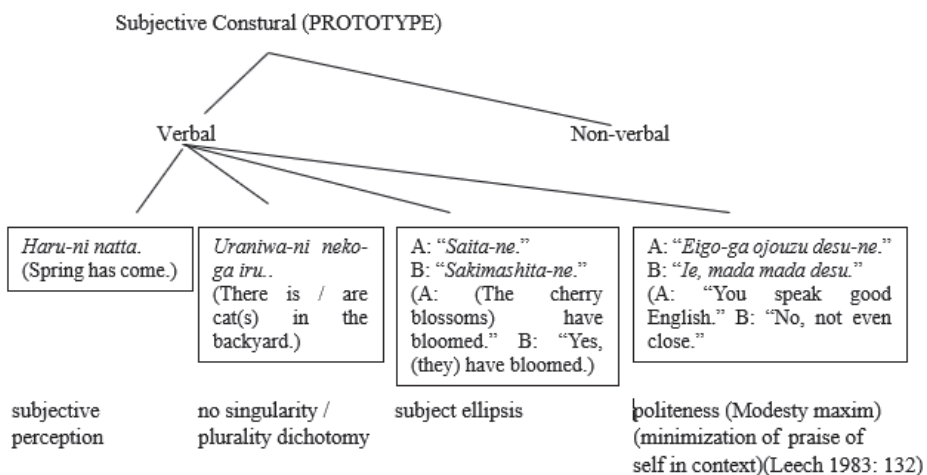 Subjective Constural (PROTOTYPE)
Verbal
Non-verbal
Haru-ni natta.
(Spring has come.)
Uraniwa-ni neko-
ga iru..
(There is / are
cat(s) in the
backyard.)
A: “Saita-ne.”
B: “Sakimashita-ne.”
(A: (The cherry
blossoms) have
bloomed.” B: “Yes,
(they) have bloomed.)
A: “Eigo-ga ojouzu desu-ne.”
B: “Ie, mada mada desu.”
(A: “You speak good
English.” B: “No, not even
close.”
subjective
perception
no singularity /
plurality dichotomy
subject ellipsis
politeness (Modesty maxim)
(minimization of praise of
self in context)(Leech 1983: 132)